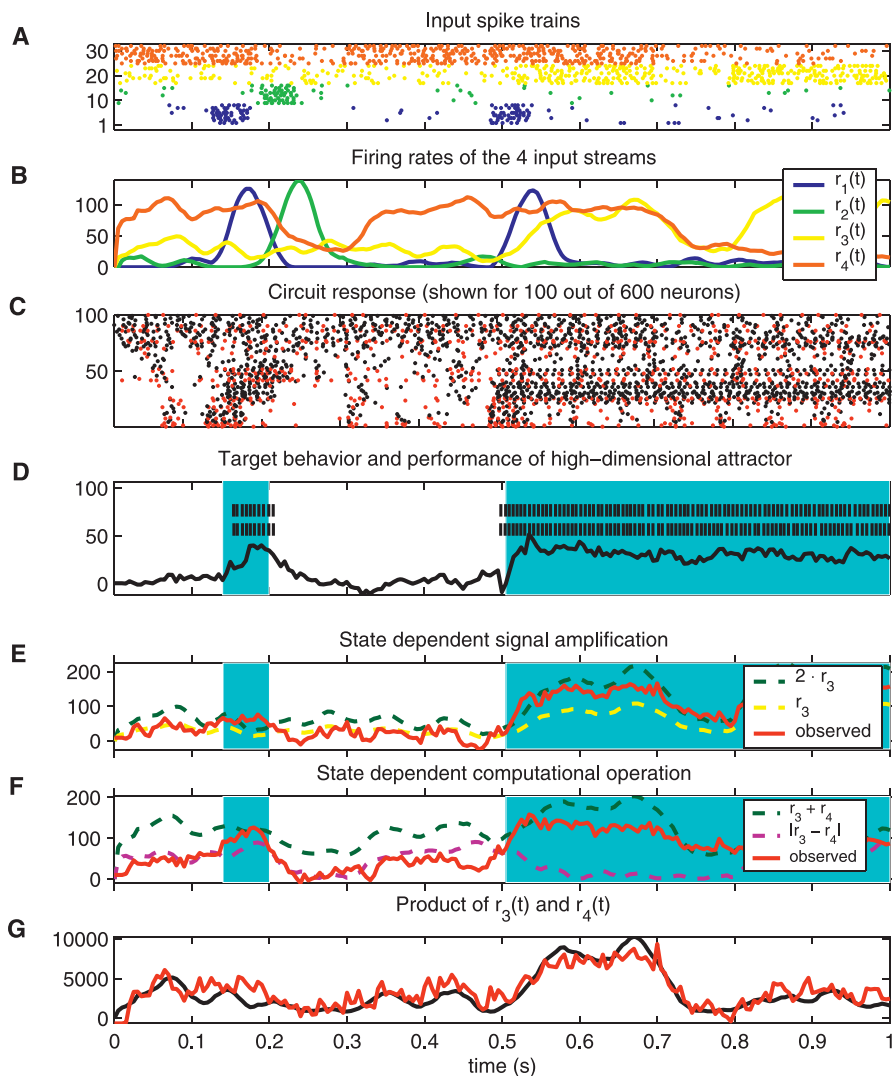 A
Input spike trains
30
20
10
1
B
Firing rates of the 4 input streams
100
50
0
r1(t)
r2(t)
r3(t)
r4(t)
C
Circuit response (shown for 100 out of 600 neurons)
100
50
D
Target behavior and performance of high–dimensional attractor
100
50
0
E
State dependent signal amplification
200
100
0
2 · r3
r3
observed
F
State dependent computational operation
200
100
0
r3 + r4
|r3 – r4|
observed
G
Product of r3(t) and r4(t)
10000
5000
0
0 0.1 0.2 0.3 0.4 0.5 0.6 0.7 0.8 0.9 1
time (s)